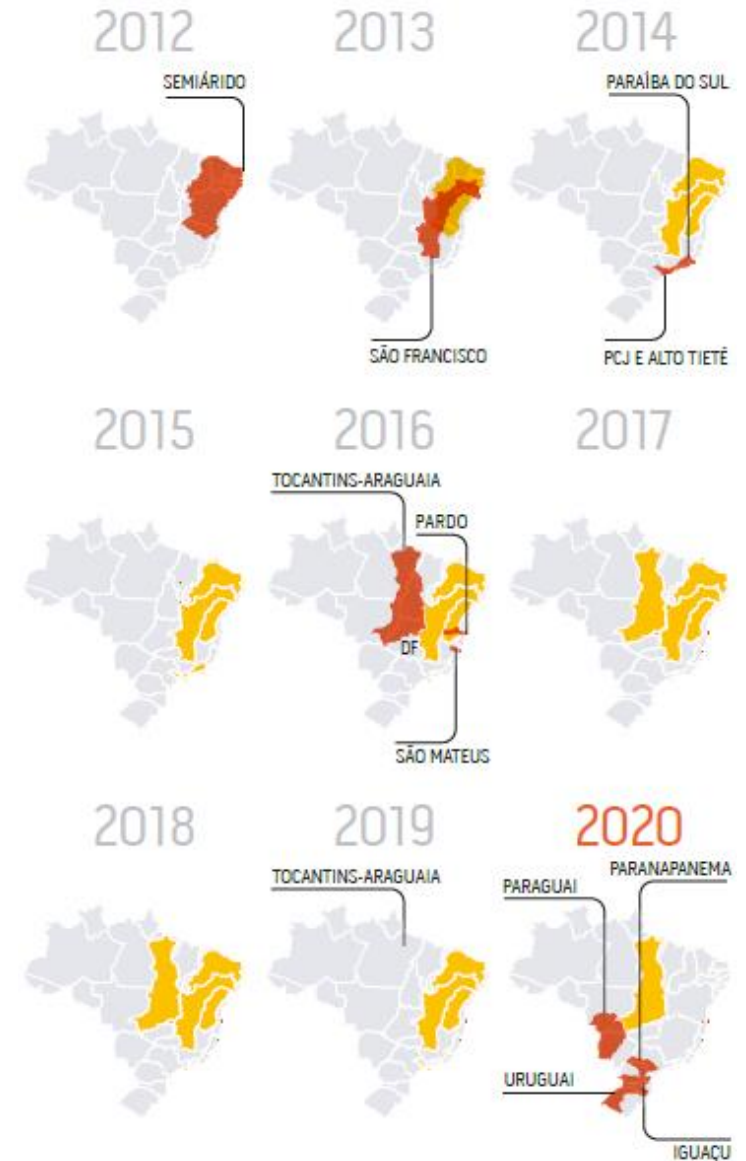 2012
2013
2014
SEMIÁRIDO
PARAÌBA DO SUL
SÃO FRANCISCO
PCJ E ALTO TIETÊ
2015
2016
2017
TOCANTINS-ARAGUAIA
PARDO
DF
SÃO MATEUS
2018
2019
2020
TOCANTINS-ARAGUAIA
PARANAPANEMA
PARAGUAI
URUGUAI
IGUAÇU